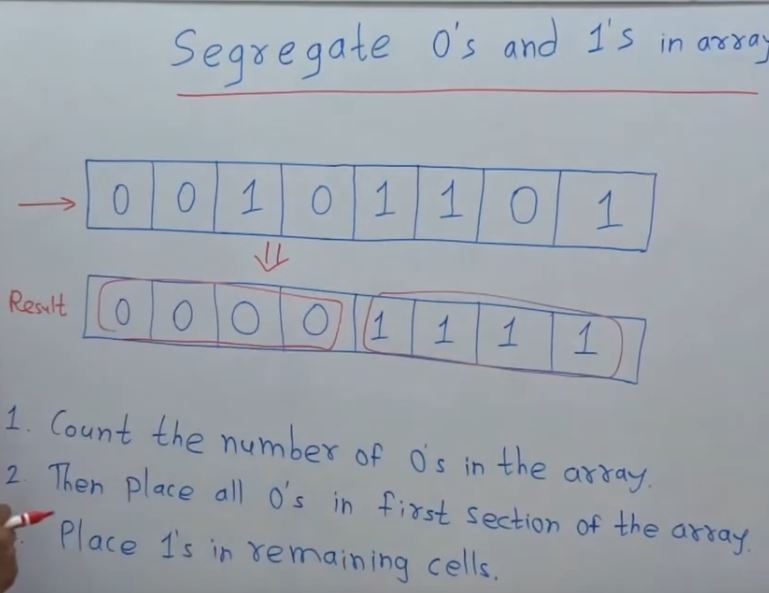 Segregate 0's and 1's in array
0 0 1 0 1 1 0 1
Result 0 0 0 0 1 1 1 1
1. Count the number of 0's in the array.
2. Then place all 0's in first section of the array.
Place 1's in remaining cells.